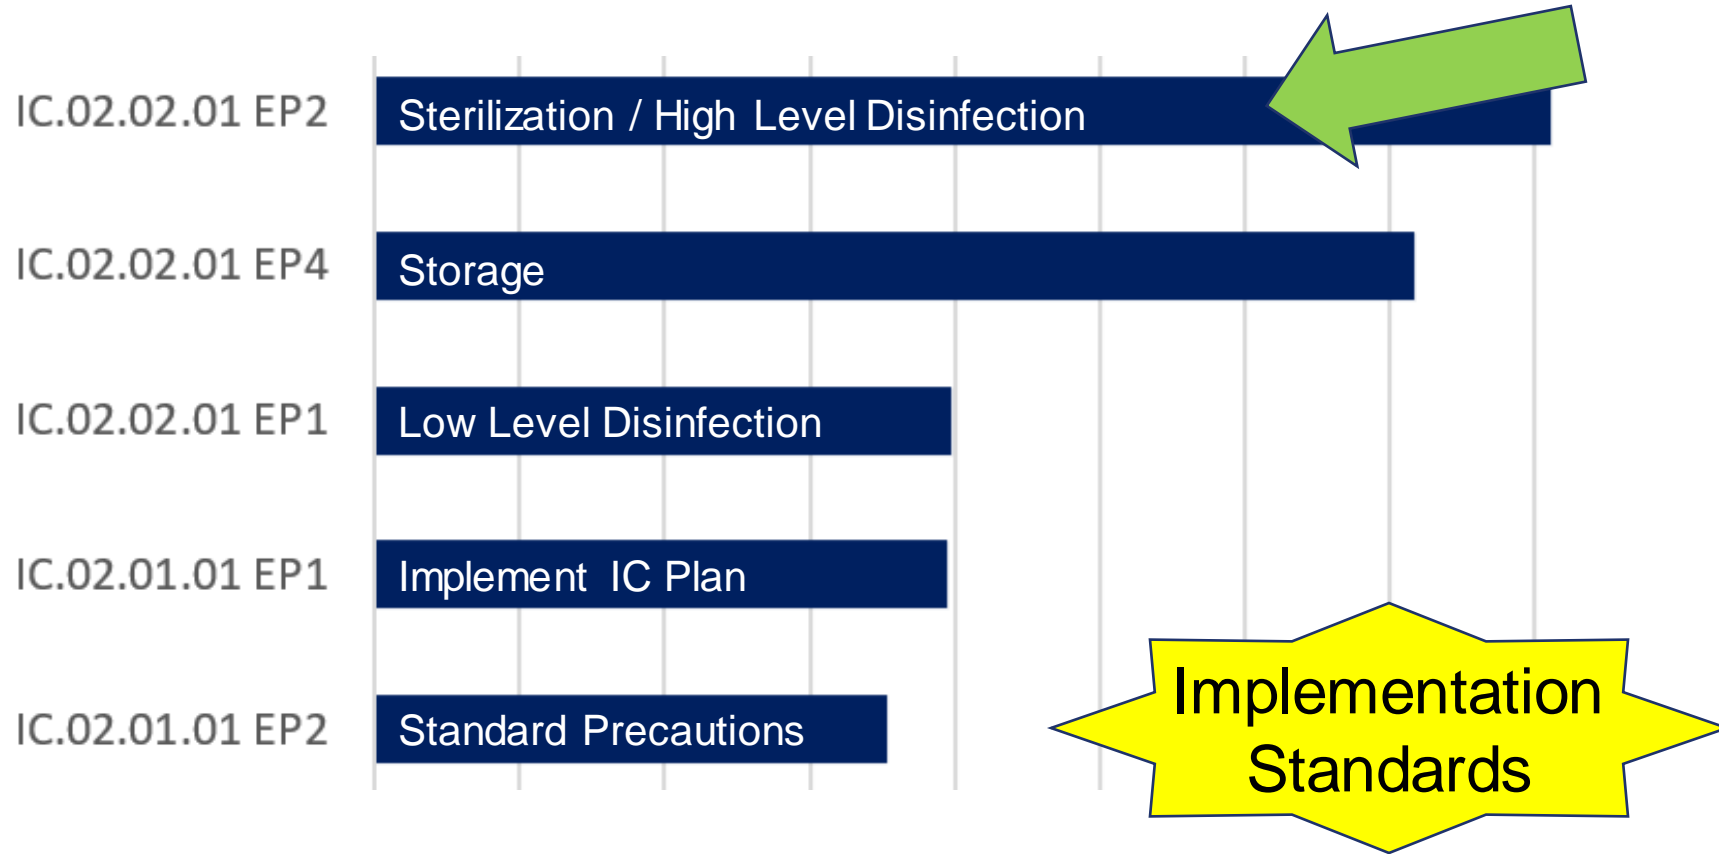 IC.02.02.01 EP2
Sterilization / High Level Disinfection
IC.02.02.01 EP4
Storage
IC.02.02.01 EP1
Low Level Disinfection
IC.02.01.01 EP1
Implement IC Plan
IC.02.01.01 EP2
Standard Precautions
Implementation
Standards